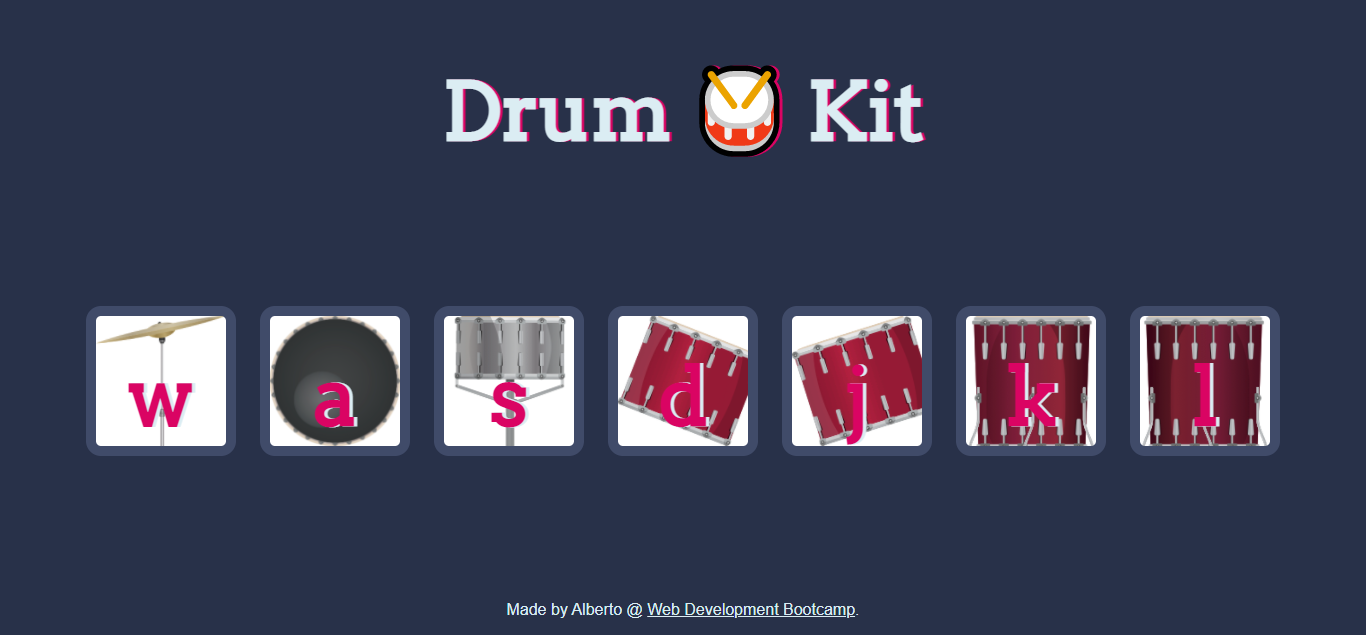 Drum 🥁 Kit
w a s d j k l
Made by Alberto @ Web Development Bootcamp.